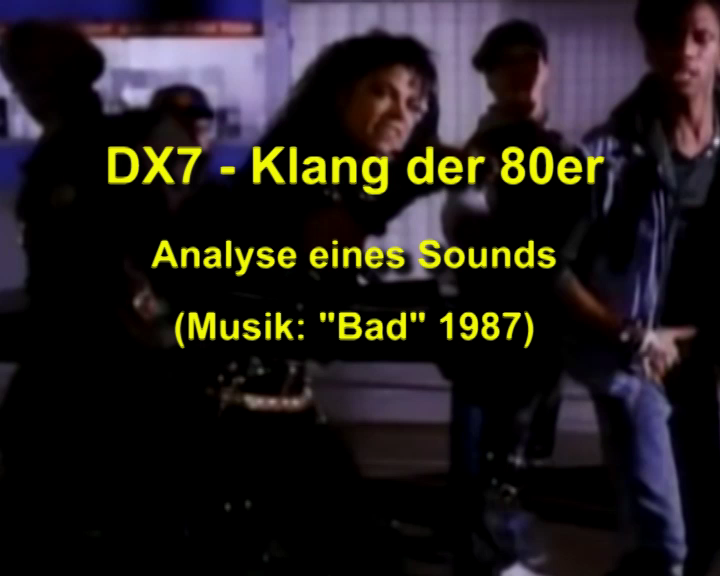 DX7 - Klang der 80er
Analyse eines Sounds
(Musik: "Bad" 1987)